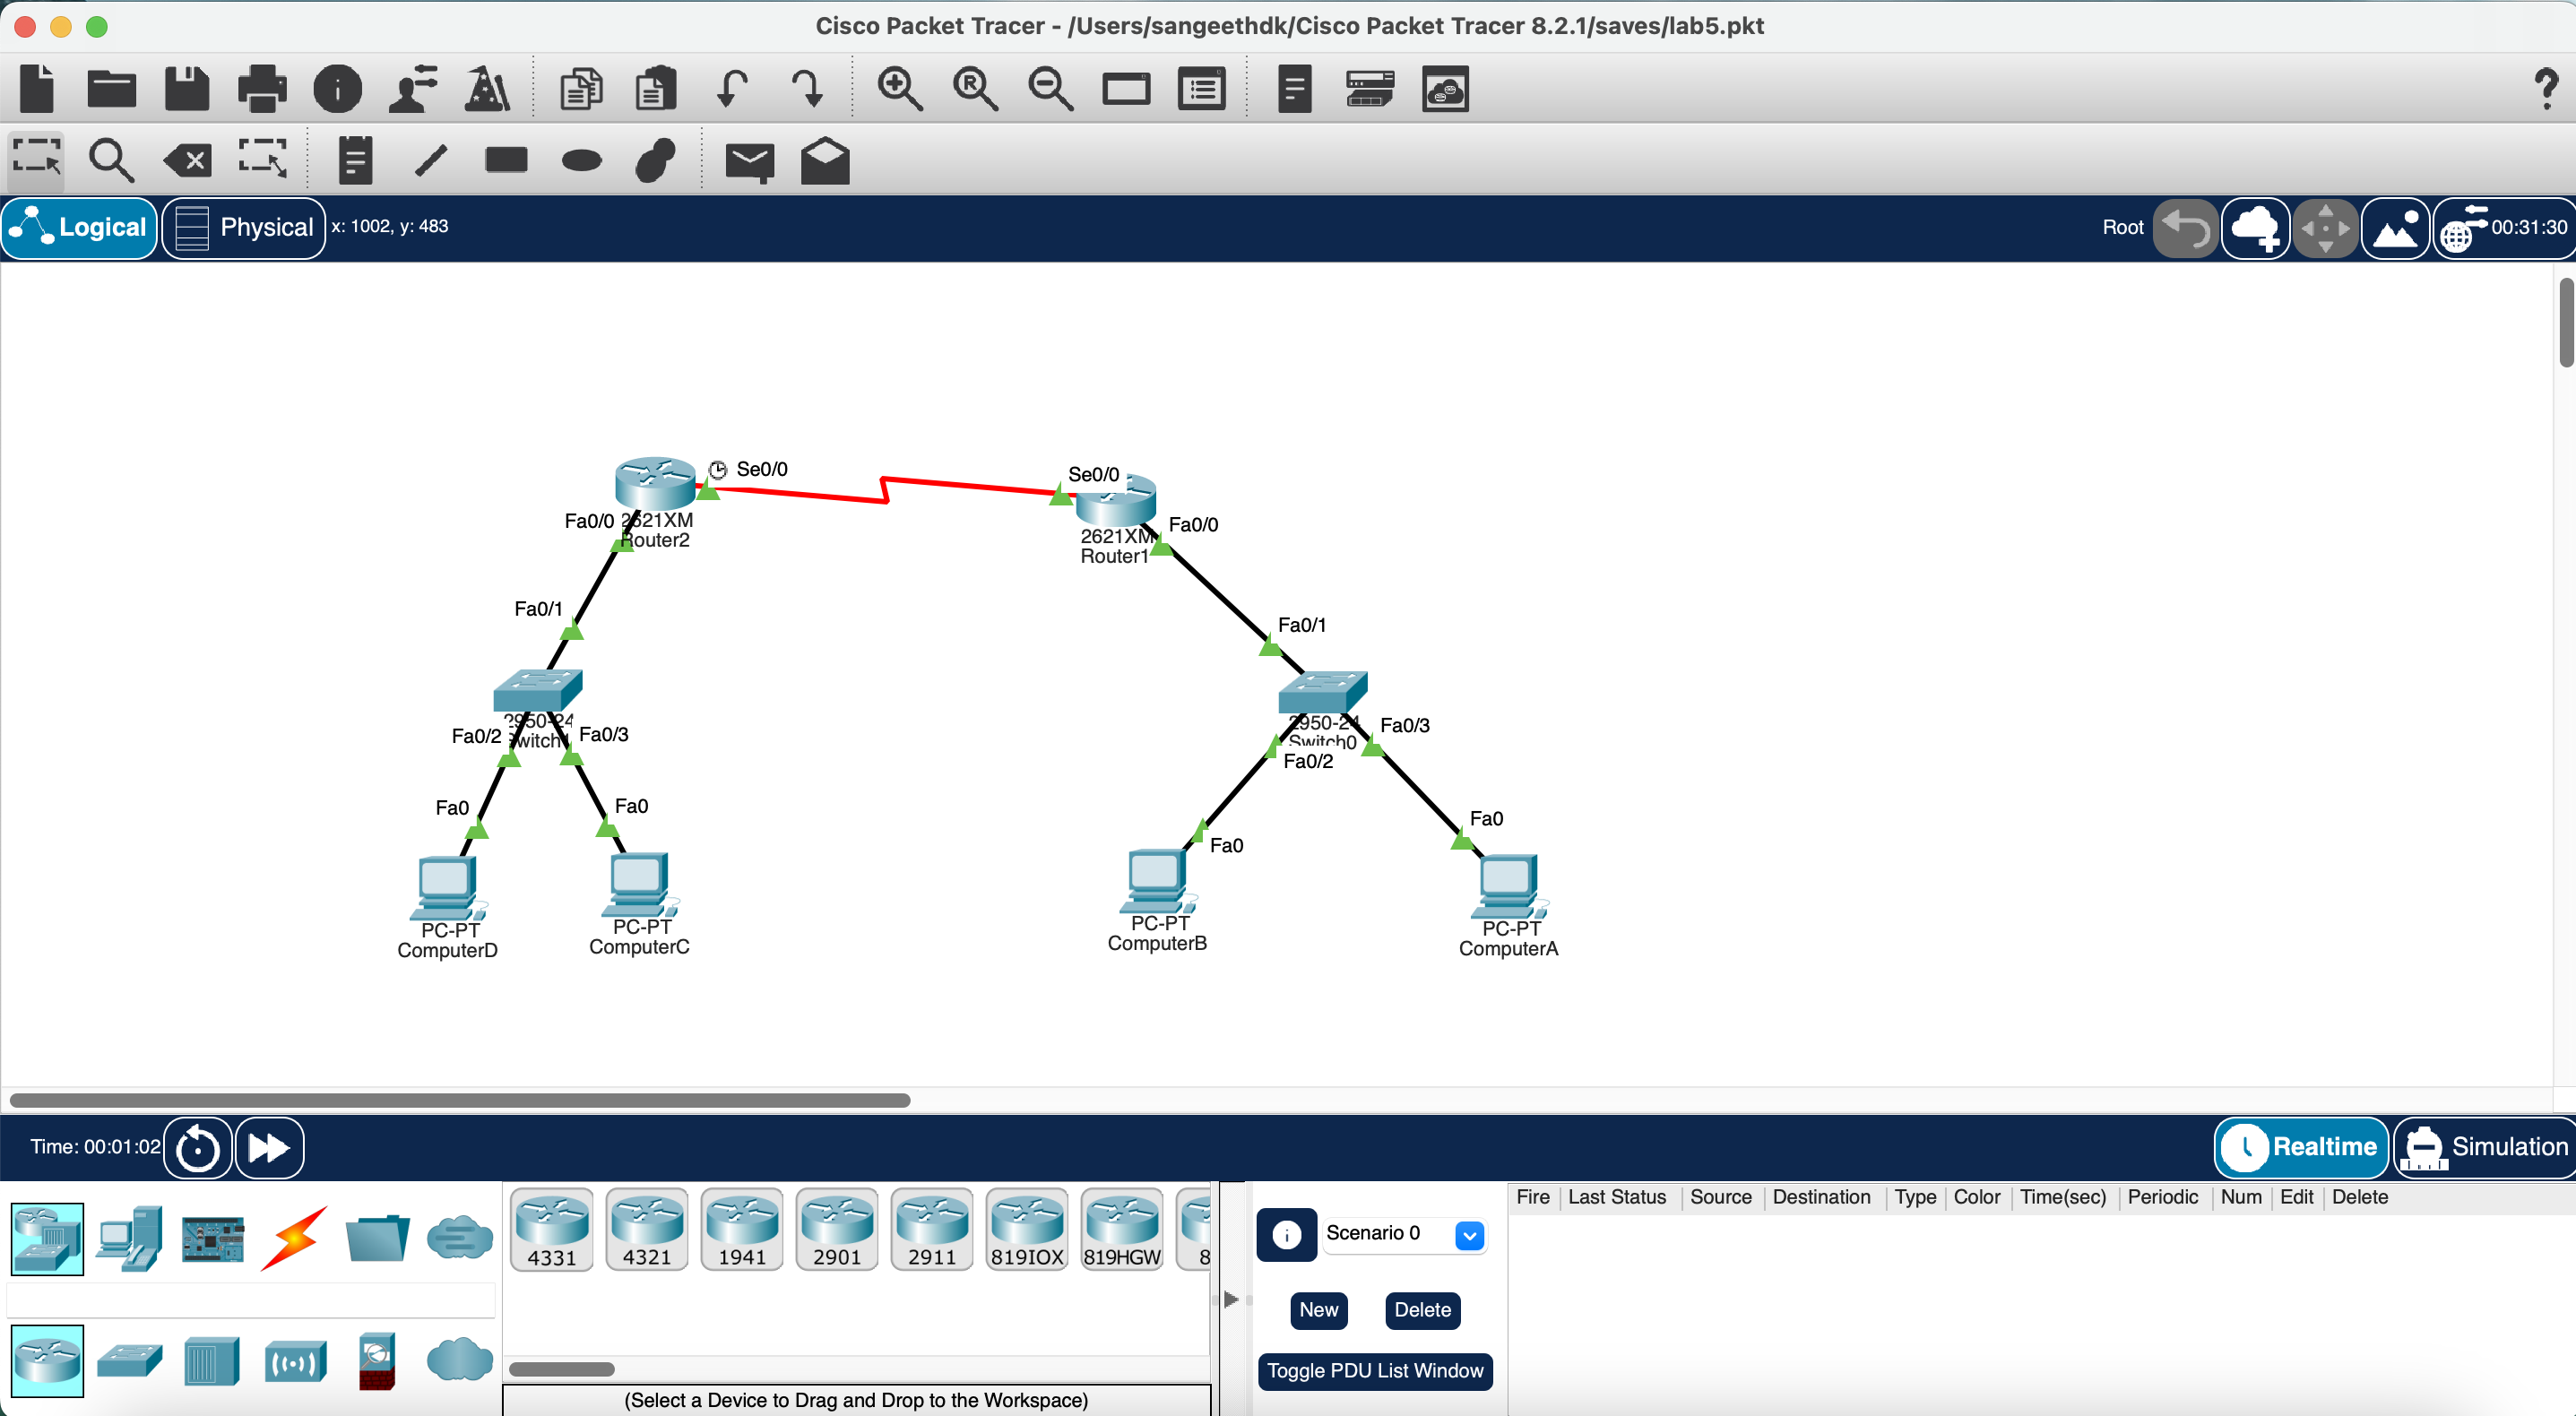 Cisco Packet Tracer - /Users/sangeethdk/Cisco Packet Tracer 8.2.1/saves/lab5.pkt
Logical
Physical
x: 1002, y: 483
Root
00:31:30
Se0/0
Se0/0
Fa0/0
2621XM
Router2
Fa0/0
2621XM
Router1
Fa0/1
Fa0/1
2950-24
Switch1
Fa0/2
Fa0/3
2950-24
Switch0
Fa0/3
Fa0/2
Fa0
Fa0
Fa0
Fa0
PC-PT
ComputerD
PC-PT
ComputerC
PC-PT
ComputerB
PC-PT
ComputerA
Time: 00:01:02
Realtime
Simulation
4331
4321
1941
2901
2911
819IOX
819HGW
8
(Select a Device to Drag and Drop to the Workspace)
Scenario 0
New
Delete
Toggle PDU List Window
Fire Last Status Source Destination Type Color Time(sec) Periodic Num Edit Delete